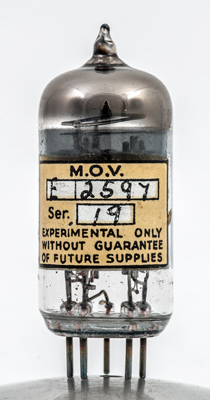 M.O.V.
E 2597
Ser. 19
EXPERIMENTAL ONLY
WITHOUT GUARANTEE
OF FUTURE SUPPLIES